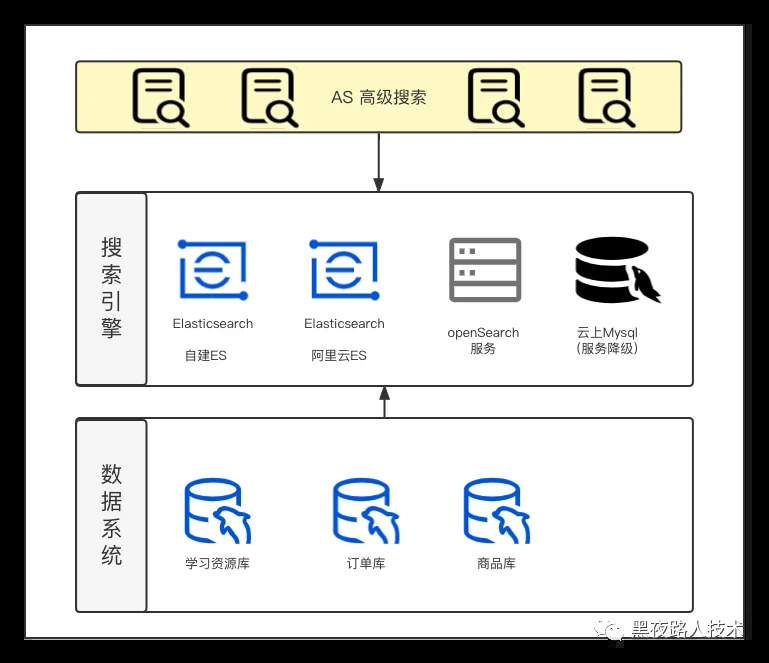 AS 高级搜索
搜
索
引
擎
Elasticsearch
自建ES
Elasticsearch
阿里云ES
openSearch
服务
云上Mysql
(服务降级)
数
据
系
统
学习资源库
订单库
商品库
黑夜路人技术